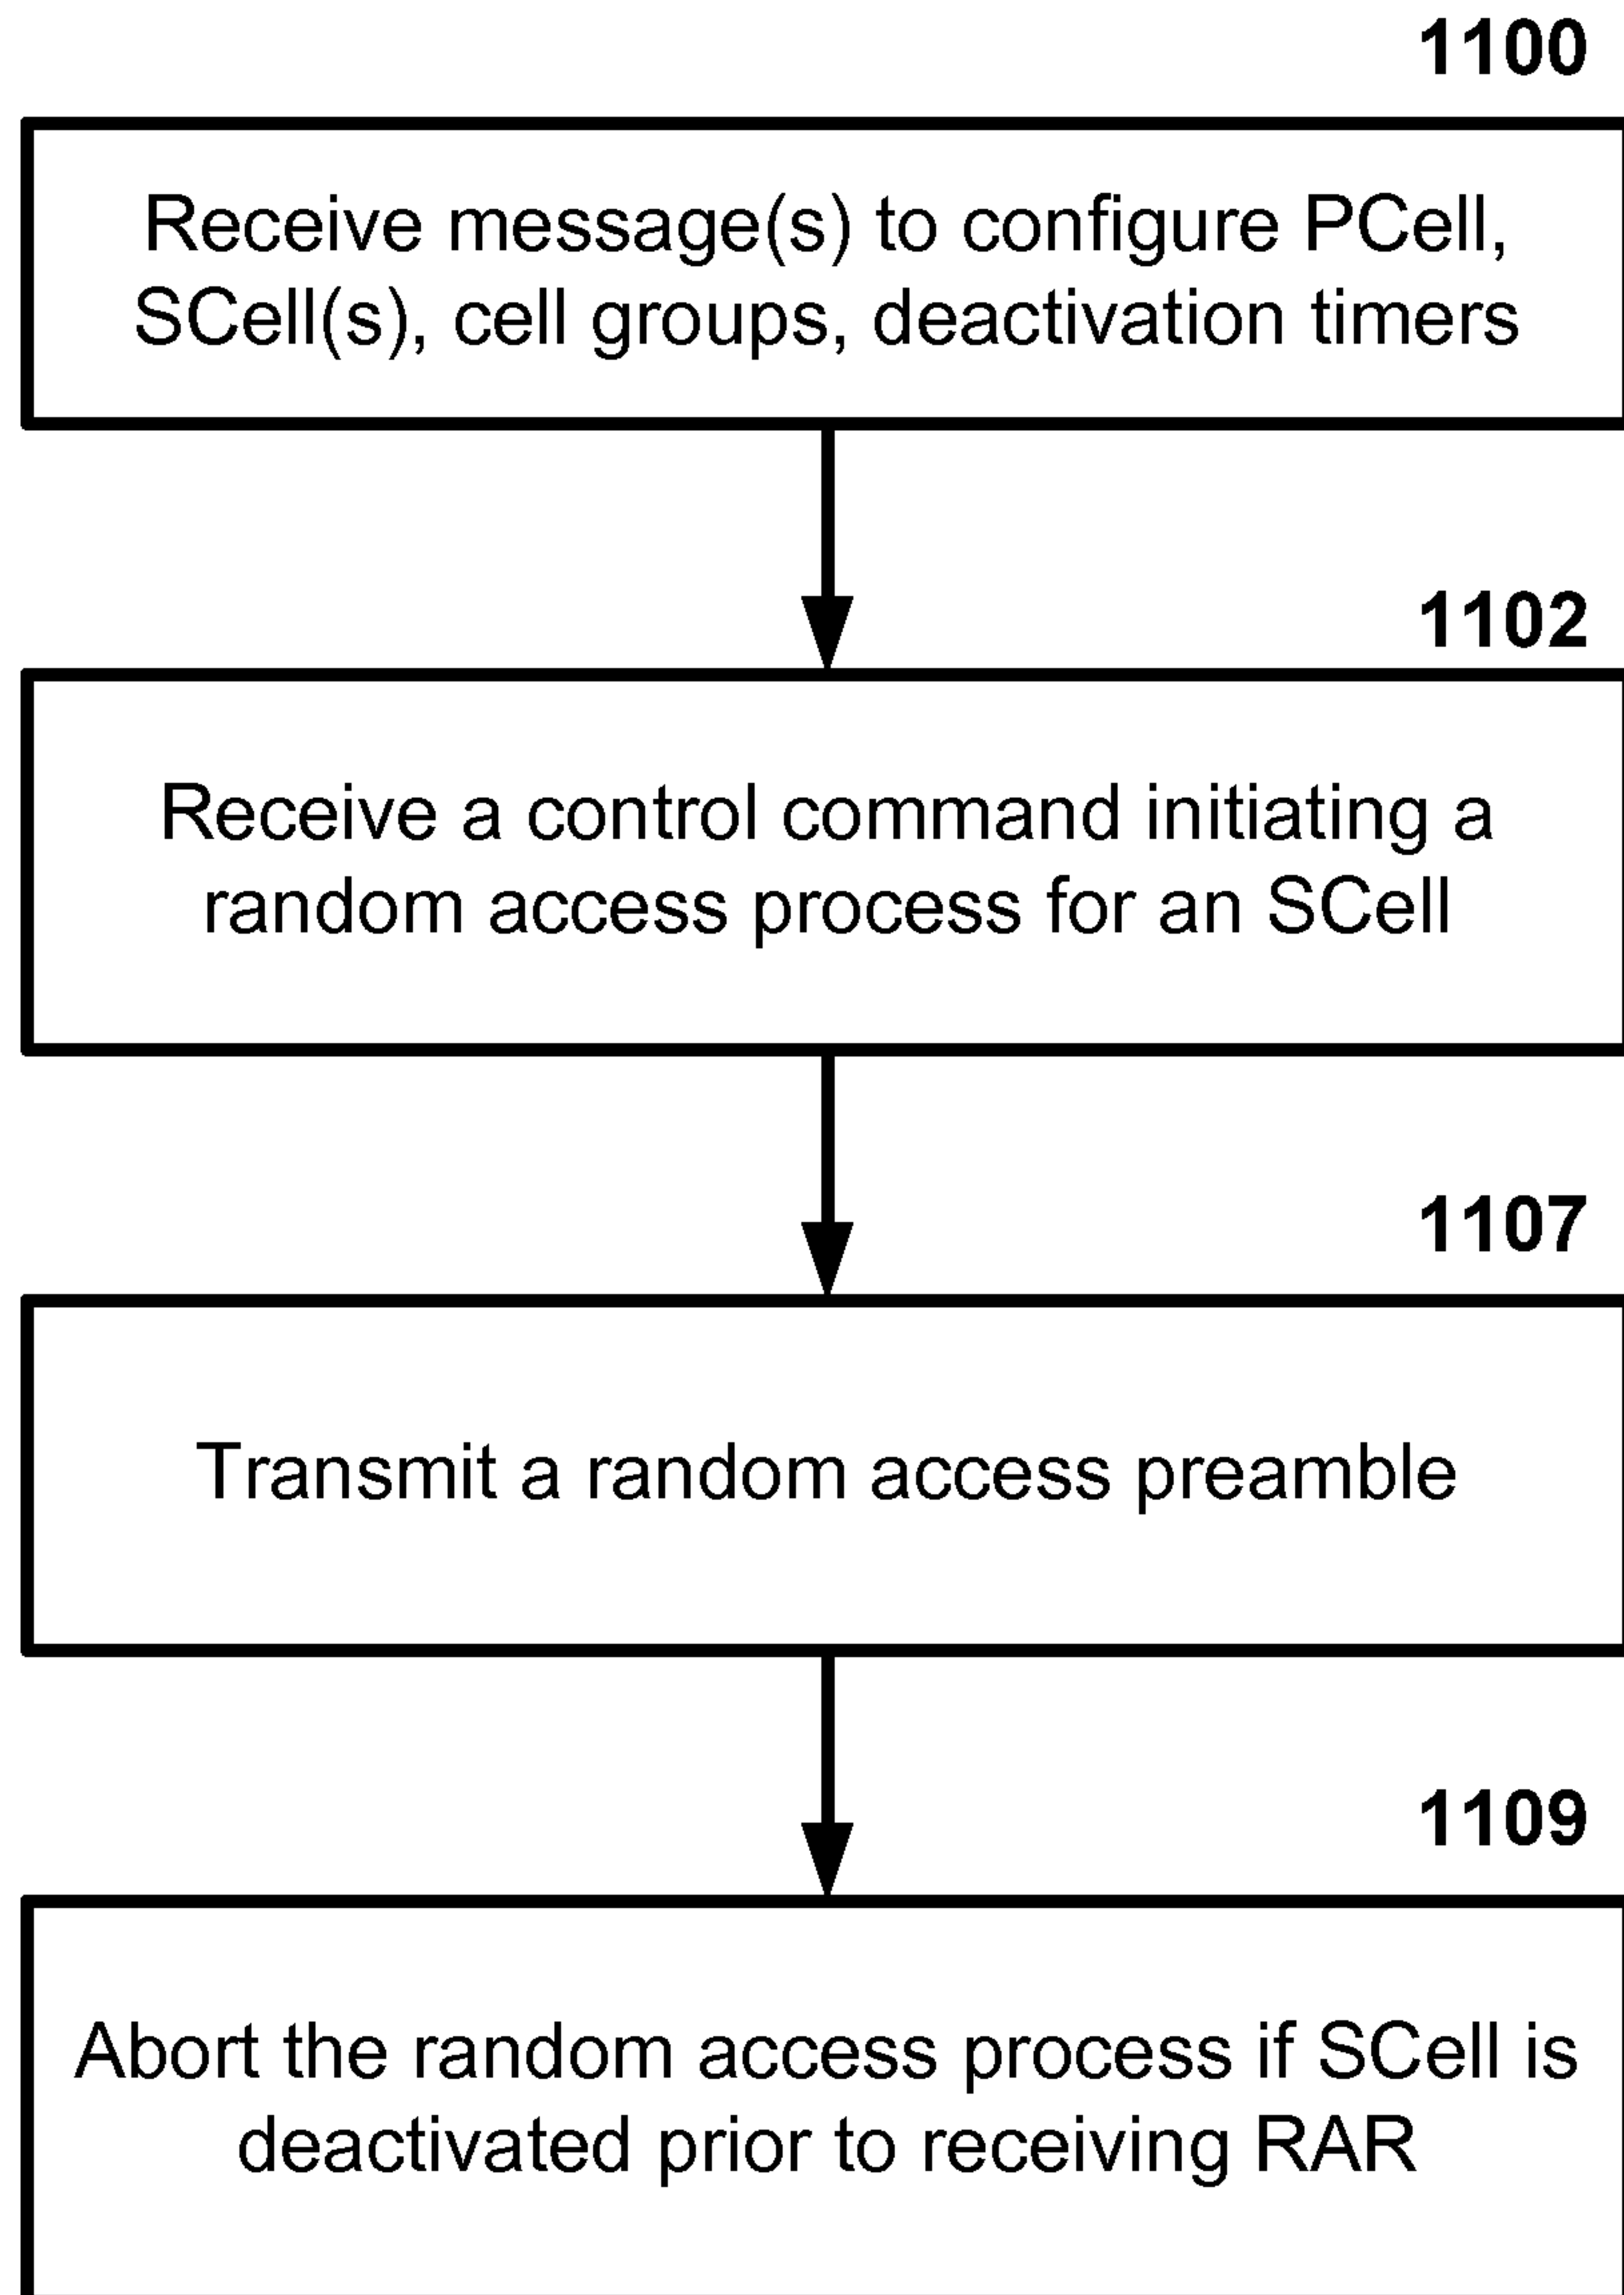 1100
Receive message(s) to configure PCell,
SCell(s), cell groups, deactivation timers
1102
Receive a control command initiating a
random access process for an SCell
1107
Transmit a random access preamble
1109
Abort the random access process if SCell is
deactivated prior to receiving RAR